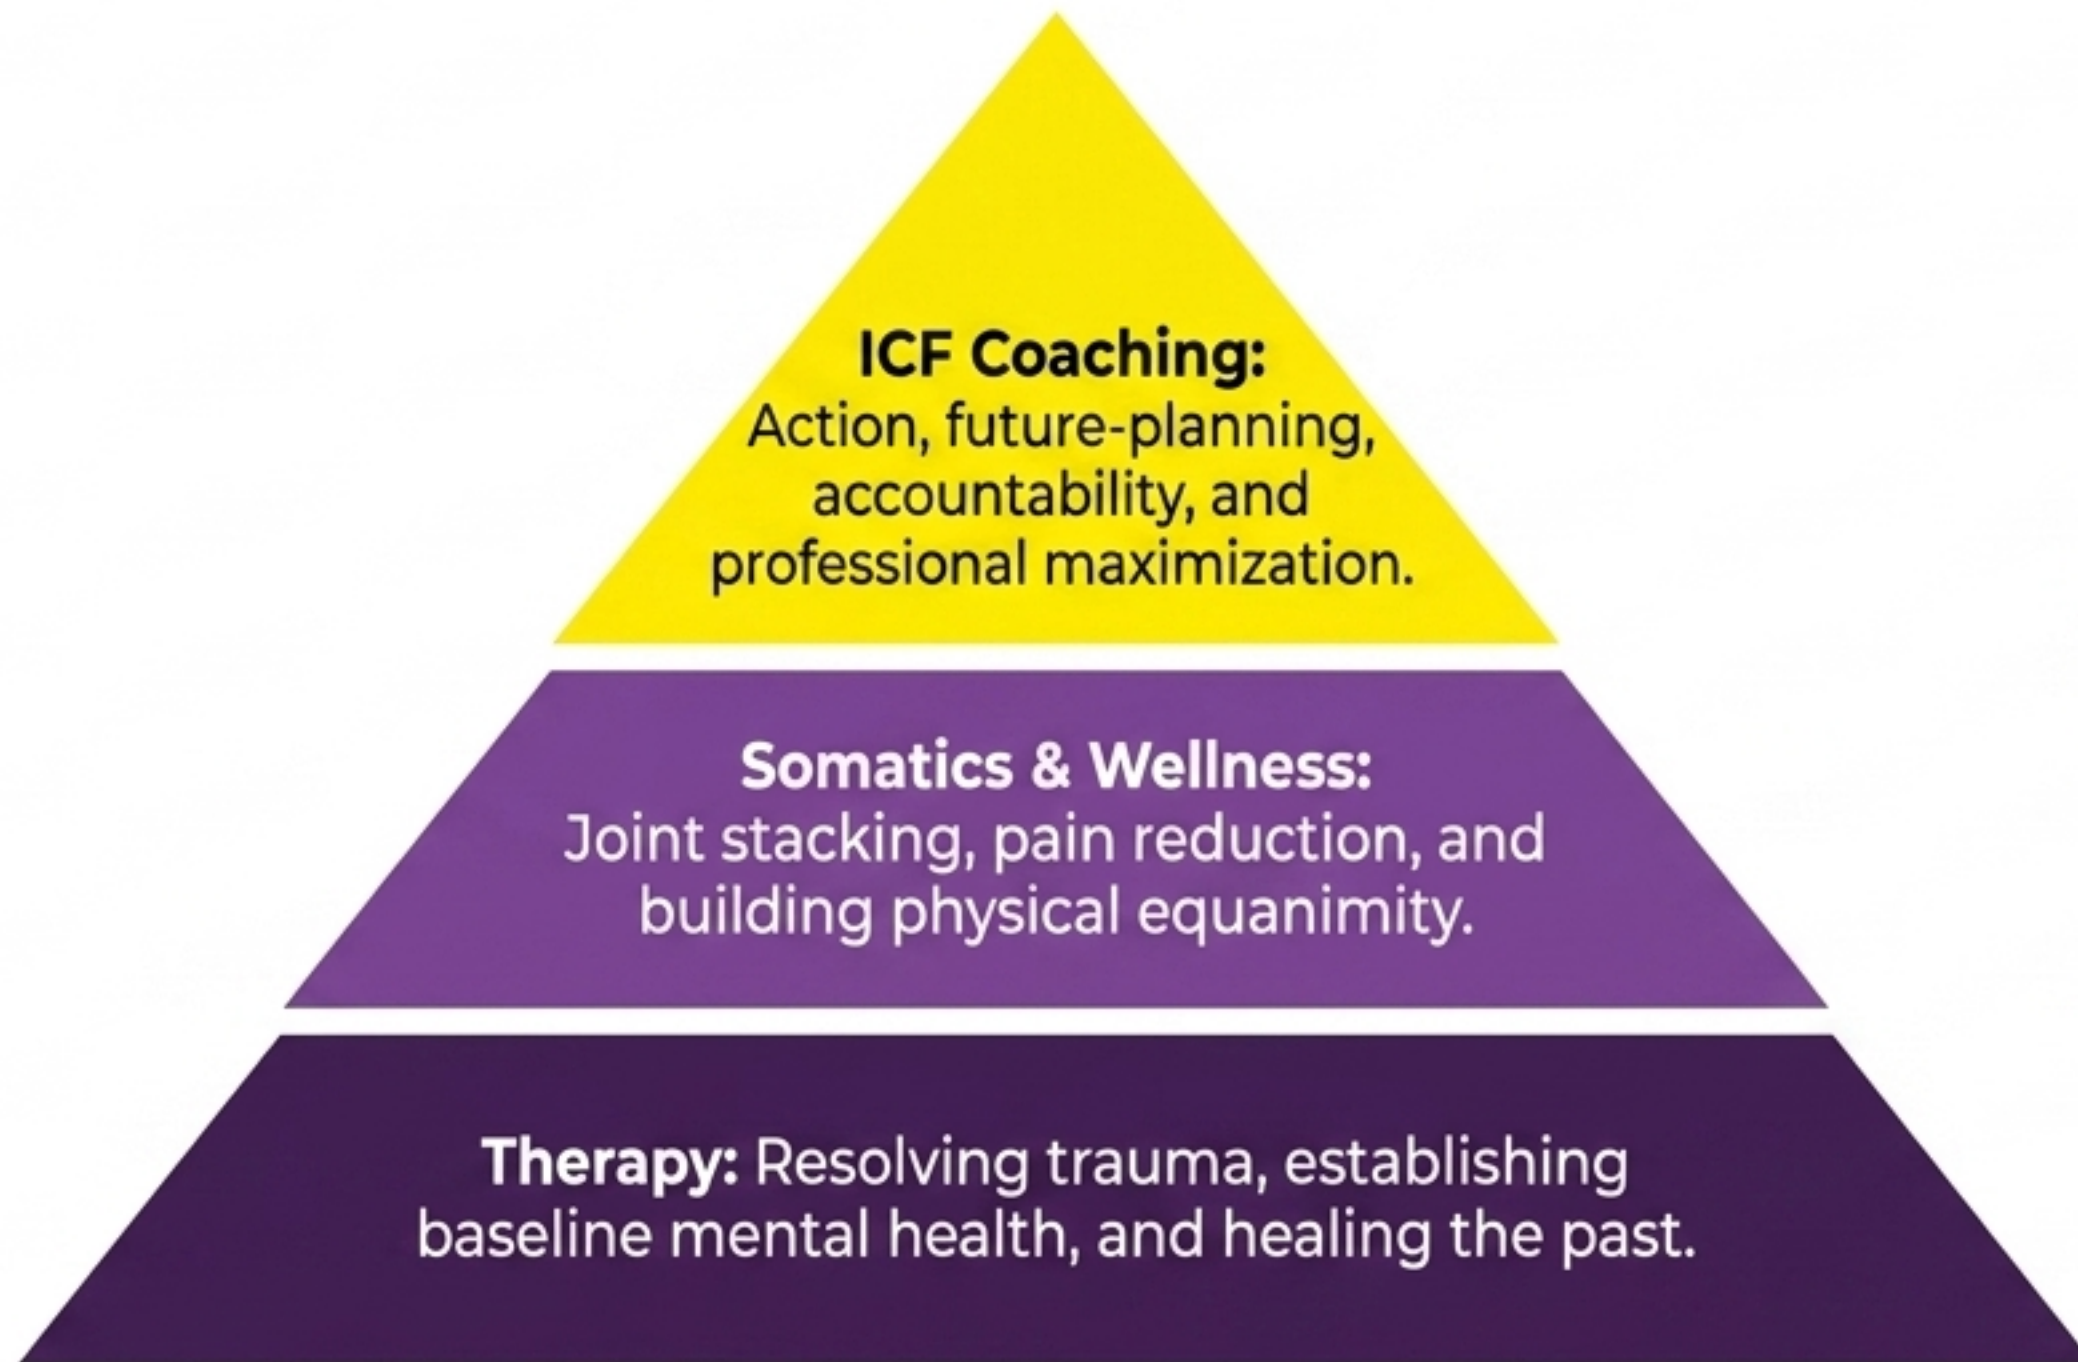 ICF Coaching:
Action, future-planning,
accountability, and
professional maximization.
Somatics & Wellness:
Joint stacking, pain reduction, and
building physical equanimity.
Therapy: Resolving trauma, establishing
baseline mental health, and healing the past.